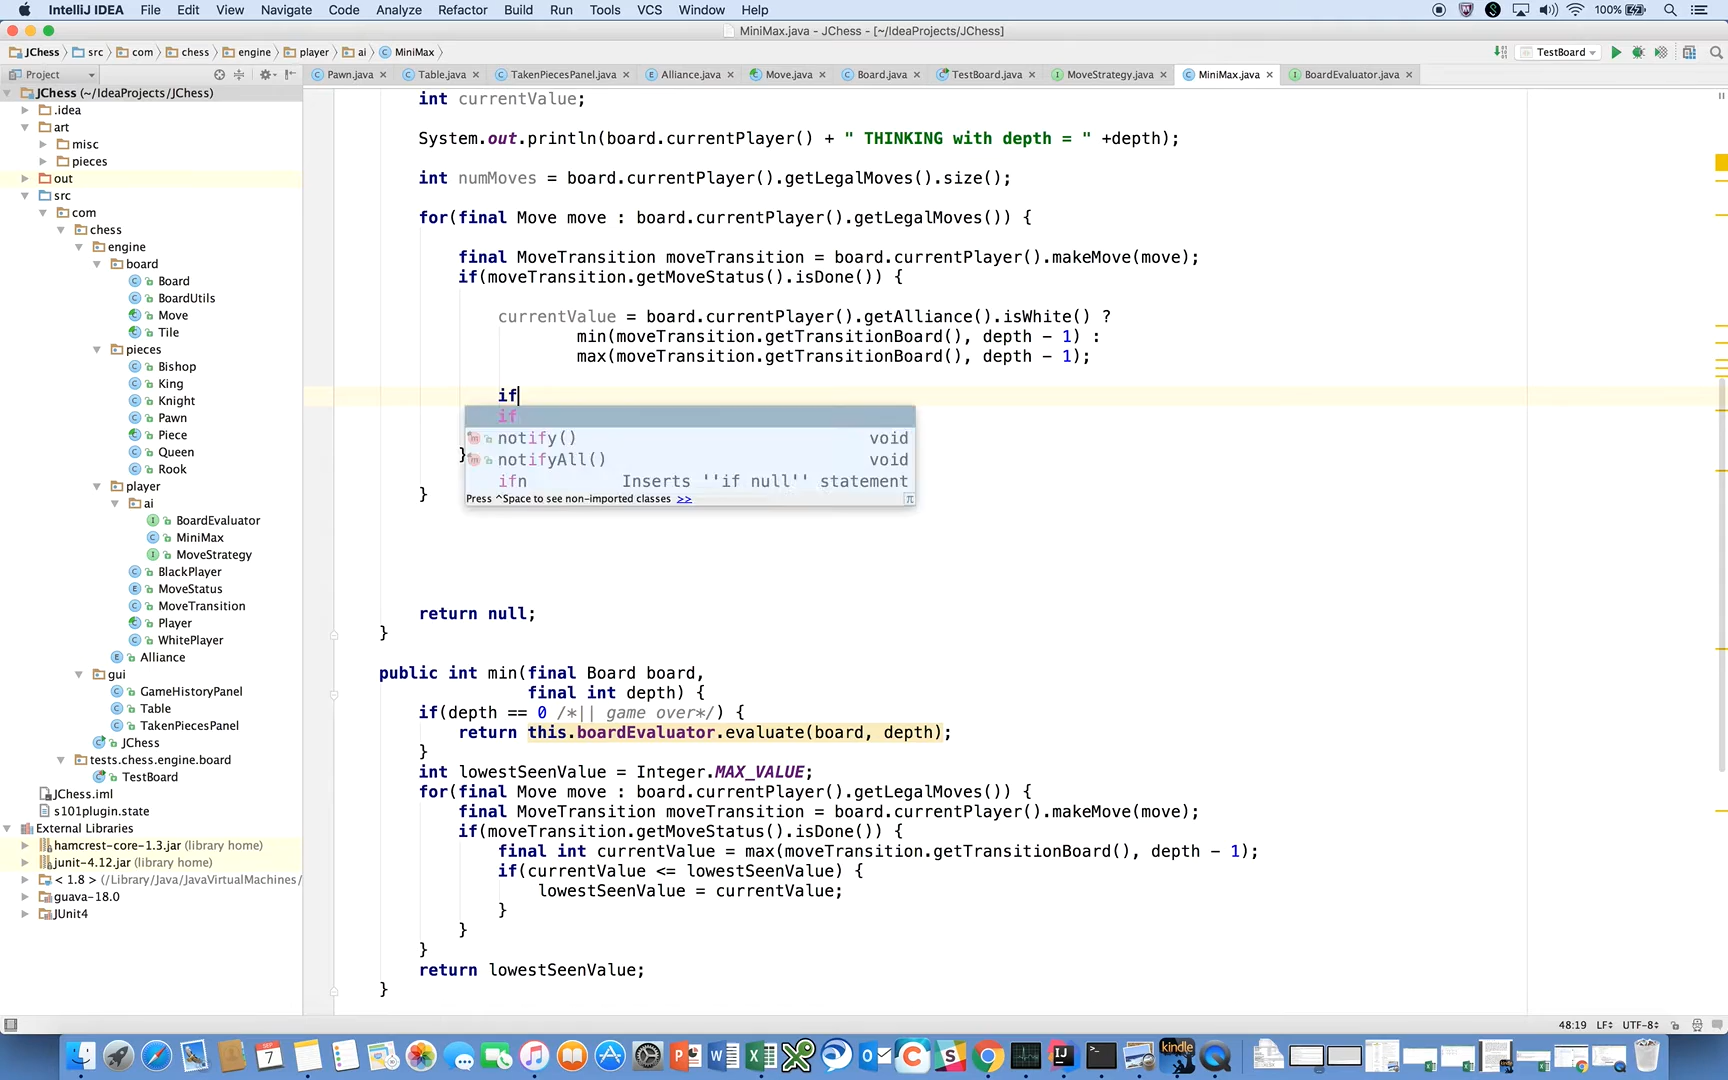 IntelliJ IDEA File Edit View Navigate Code Analyze Refactor Build Run Tools VCS Window Help 100%
MiniMax.java - JChess - [~/IdeaProjects/JChess]
JChess src com chess engine player ai MiniMax TestBoard
Project Pawn.java Table.java TakenPiecesPanel.java Alliance.java Move.java Board.java TestBoard.java MoveStrategy.java MiniMax.java BoardEvaluator.java
JChess (~/IdeaProjects/JChess)
.idea
art
misc
pieces
out
src
com
chess
engine
board
Board
BoardUtils
Move
Tile
pieces
Bishop
King
Knight
Pawn
Piece
Queen
Rook
player
ai
BoardEvaluator
MiniMax
MoveStrategy
BlackPlayer
MoveStatus
MoveTransition
Player
WhitePlayer
Alliance
gui
GameHistoryPanel
Table
TakenPiecesPanel
JChess
tests.chess.engine.board
TestBoard
JChess.iml
s101plugin.state
External Libraries
hamcrest-core-1.3.jar (library home)
junit-4.12.jar (library home)
< 1.8 > (/Library/Java/JavaVirtualMachines/
guava-18.0
JUnit4
int currentValue;
System.out.println(board.currentPlayer() + " THINKING with depth = " +depth);
int numMoves = board.currentPlayer().getLegalMoves().size();
for(final Move move : board.currentPlayer().getLegalMoves()) {
final MoveTransition moveTransition = board.currentPlayer().makeMove(move);
if(moveTransition.getMoveStatus().isDone()) {
currentValue = board.currentPlayer().getAlliance().isWhite() ?
min(moveTransition.getTransitionBoard(), depth - 1) :
max(moveTransition.getTransitionBoard(), depth - 1);
if
if
notify() void
notifyAll() void
ifn Inserts ''if null'' statement
Press ^Space to see non-imported classes >>
}
}
return null;
}
public int min(final Board board,
final int depth) {
if(depth == 0 /*|| game over*/) {
return this.boardEvaluator.evaluate(board, depth);
}
int lowestSeenValue = Integer.MAX_VALUE;
for(final Move move : board.currentPlayer().getLegalMoves()) {
final MoveTransition moveTransition = board.currentPlayer().makeMove(move);
if(moveTransition.getMoveStatus().isDone()) {
final int currentValue = max(moveTransition.getTransitionBoard(), depth - 1);
if(currentValue <= lowestSeenValue) {
lowestSeenValue = currentValue;
}
}
}
return lowestSeenValue;
}
48:19 LF÷ UTF-8÷
SEP
7
kindle